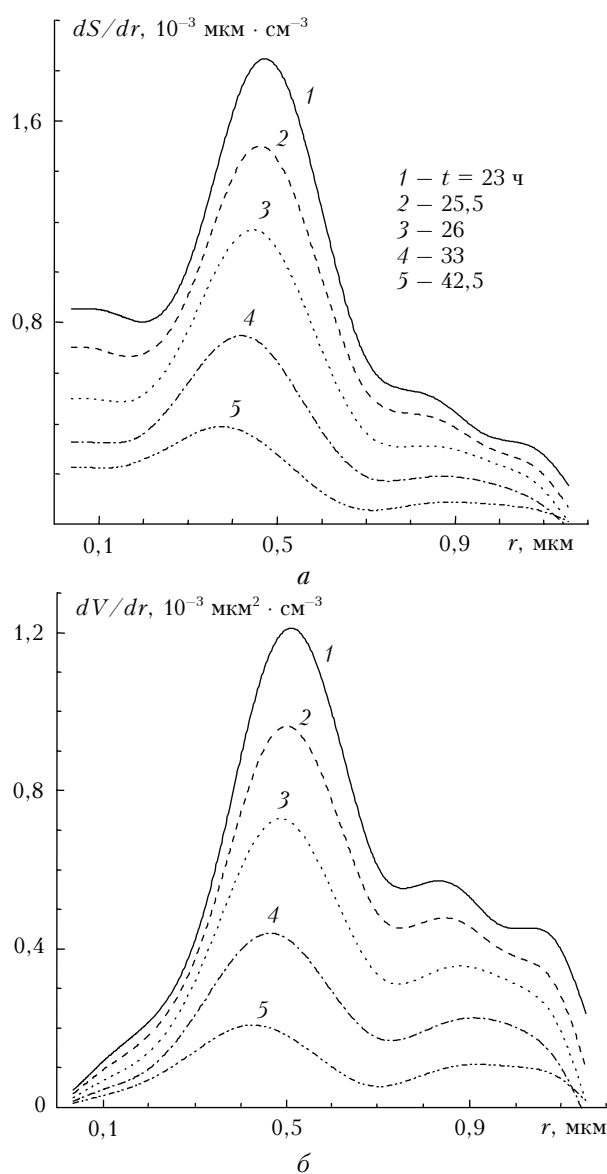 dS/dr, 10⁻³ мкм · см⁻³
1
1,6
2
1 – t = 23 ч
2 – 25,5
3
3 – 26
4 – 33
5 – 42,5
0,8
4
5
0,1 0,5 0,9 r, мкм
а
dV/dr, 10⁻³ мкм² · см⁻³
1,2
1
2
0,8
3
0,4
4
5
0
0,1 0,5 0,9 r, мкм
б